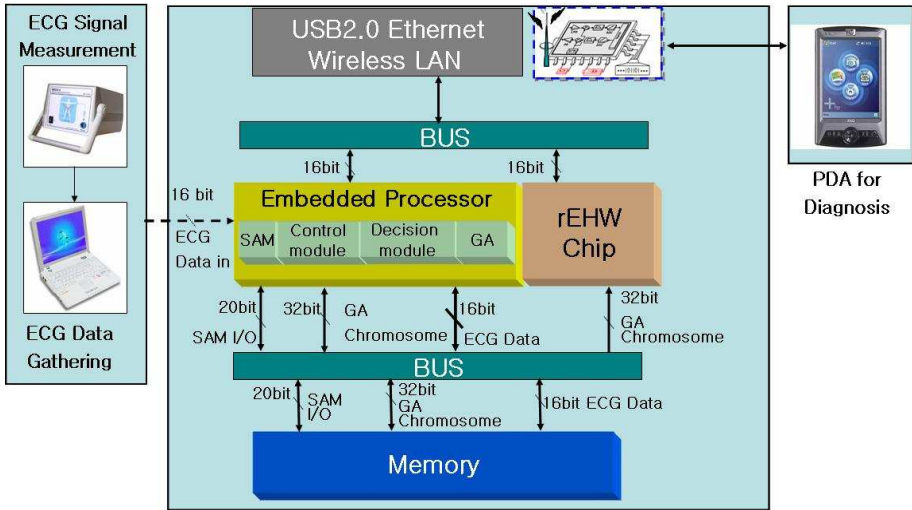 ECG Signal
Measurement
ECG Data
Gathering
USB2.0 Ethernet
Wireless LAN
PDA for
Diagnosis
BUS
16bit
16bit
16 bit
ECG
Data in
Embedded Processor
SAM
Control
module
Decision
module
GA
rEHW
Chip
20bit
SAM I/O
32bit
GA
Chromosome
16bit
ECG Data
32bit
GA
Chromosome
BUS
20bit
SAM
I/O
32bit
GA
Chromosome
16bit ECG Data
Memory